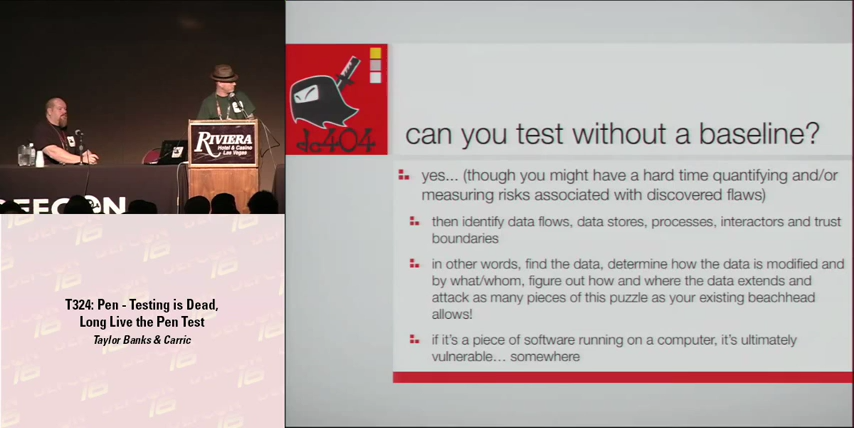 RIVIERA
Hotel & Casino
Las Vegas
DEFCON
T324: Pen - Testing is Dead,
Long Live the Pen Test
Taylor Banks & Carric
dc404
can you test without a baseline?
yes... (though you might have a hard time quantifying and/or
measuring risks associated with discovered flaws)
then identify data flows, data stores, processes, interactors and trust
boundaries
in other words, find the data, determine how the data is modified and
by what/whom, figure out how and where the data extends and
attack as many pieces of this puzzle as your existing beachhead
allows!
if it's a piece of software running on a computer, it's ultimately
vulnerable... somewhere